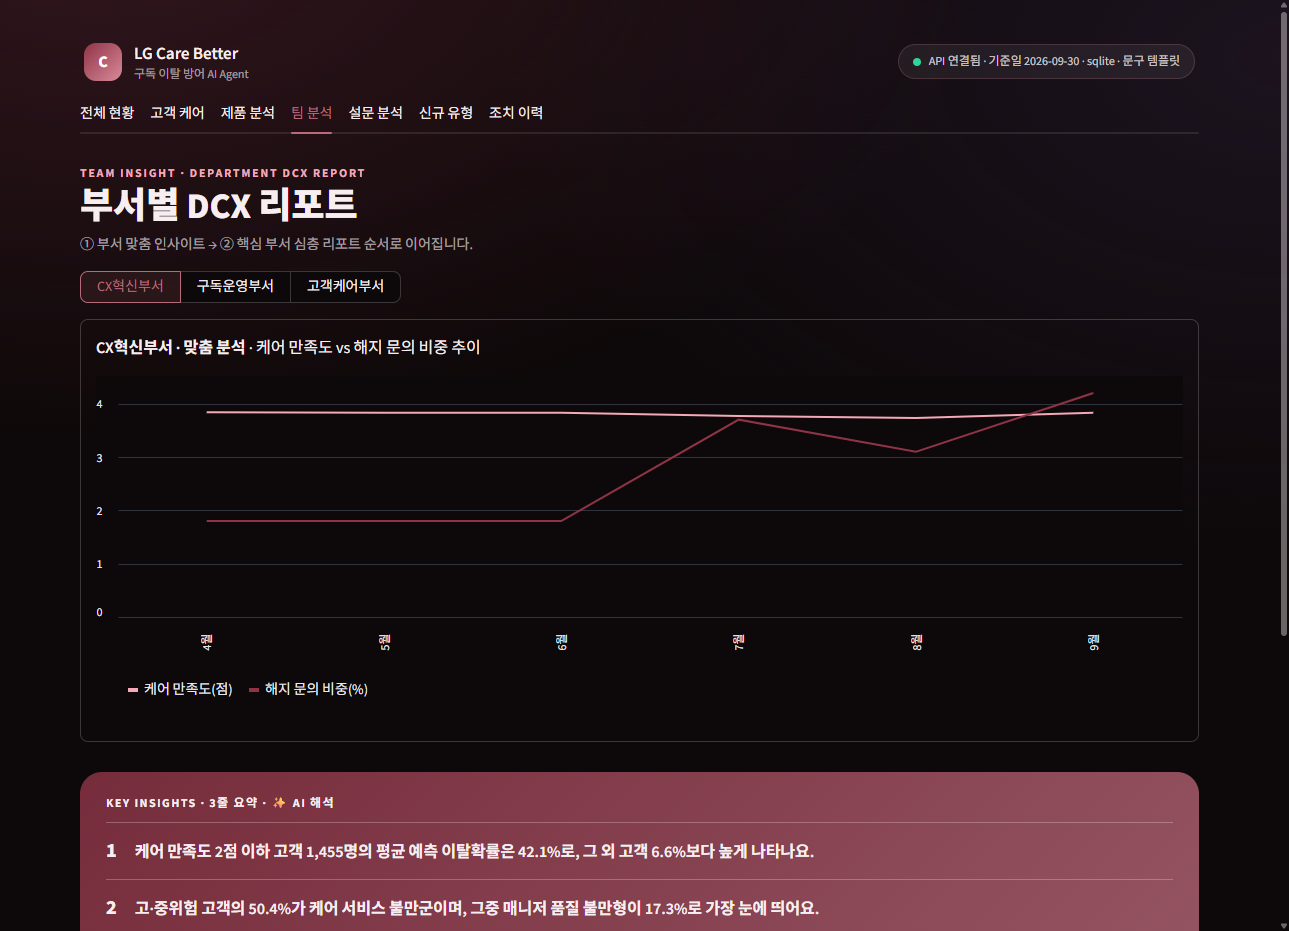 C
LG Care Better
구독 이탈 방어 AI Agent
API 연결됨 · 기준일 2026-09-30 · sqlite · 문구 템플릿
전체 현황 고객 케어 제품 분석 팀 분석 설문 분석 신규 유형 조치 이력
TEAM INSIGHT · DEPARTMENT DCX REPORT
부서별 DCX 리포트
① 부서 맞춤 인사이트 → ② 핵심 부서 심층 리포트 순서로 이어집니다.
CX혁신부서 구독운영부서 고객케어부서
CX혁신부서 · 맞춤 분석 · 케어 만족도 vs 해지 문의 비중 추이
4
3
2
1
0
4월 5월 6월 7월 8월 9월
케어 만족도(점) 해지 문의 비중(%)
KEY INSIGHTS · 3줄 요약 · ✨ AI 해석
1 케어 만족도 2점 이하 고객 1,455명의 평균 예측 이탈확률은 42.1%로, 그 외 고객 6.6%보다 높게 나타나요.
2 고·중위험 고객의 50.4%가 케어 서비스 불만군이며, 그중 매니저 품질 불만형이 17.3%로 가장 눈에 띄어요.